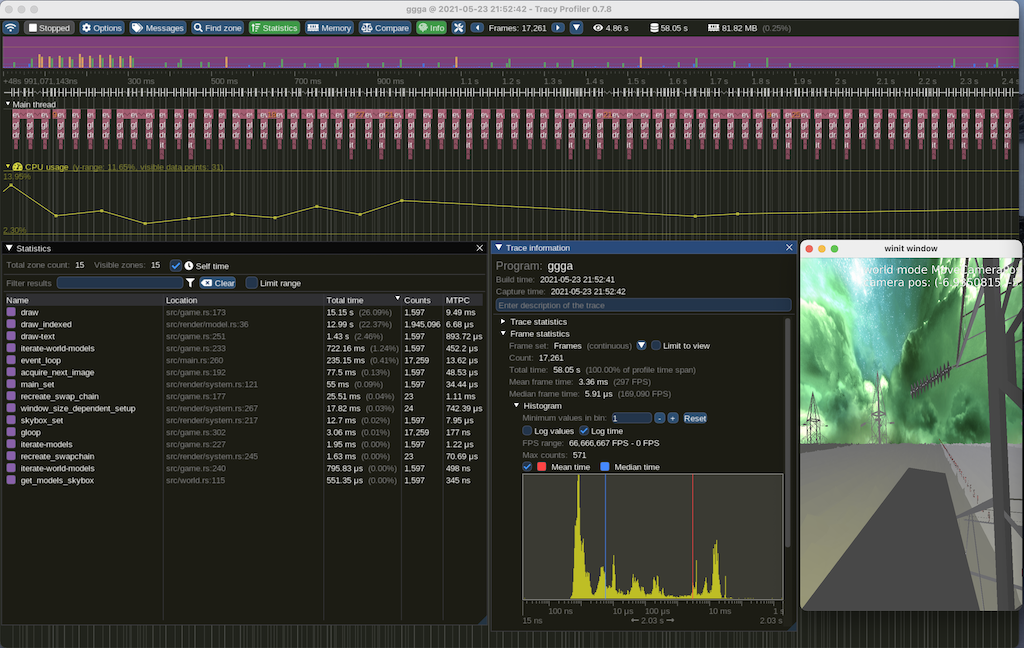 ggga @ 2021-05-23 21:52:42 - Tracy Profiler 0.7.8
Stopped Options Messages Find zone Statistics Memory Compare Info Frames: 17,261 4.86 s 58.05 s 81.82 MB (0.25%)
+48s 991,071,143ns 300 ms 500 ms 700 ms 900 ms 1.1 s 1.2 s 1.3 s 1.4 s 1.5 s 1.6 s 1.7 s 1.8 s 1.9 s 2 s 2.1 s 2.2 s 2.3 s 2.4 s
Main thread
CPU usage (y-range: 11.65%, visible data points: 31)
13.95%
2.30%
Statistics
Total zone count: 15 Visible zones: 15 Self time
Filter results Clear Limit range
Name Location Total time Counts MTPC
draw src/game.rs:173 15.15 s (26.09%) 1,597 9.49 ms
draw_indexed src/render/model.rs:36 12.99 s (22.37%) 1,945,096 6.68 μs
draw-text src/game.rs:251 1.43 s (2.46%) 1,597 893.72 μs
iterate-world-models src/game.rs:233 722.16 ms (1.24%) 1,597 452.2 μs
event_loop src/main.rs:260 235.15 ms (0.41%) 17,259 13.62 μs
acquire_next_image src/game.rs:192 77.5 ms (0.13%) 1,597 48.53 μs
main_set src/render/system.rs:121 55 ms (0.09%) 1,597 34.44 μs
recreate_swap_chain src/game.rs:177 25.51 ms (0.04%) 23 1.11 ms
window_size_dependent_setup src/render/system.rs:267 17.82 ms (0.03%) 24 742.39 μs
skybox_set src/render/system.rs:217 12.7 ms (0.02%) 1,597 7.95 μs
gloop src/game.rs:302 3.06 ms (0.01%) 17,259 177 ns
iterate-models src/game.rs:227 1.95 ms (0.00%) 1,597 1.22 μs
recreate_swapchain src/render/system.rs:245 1.63 ms (0.00%) 23 70.69 μs
iterate-world-models src/game.rs:240 795.83 μs (0.00%) 1,597 498 ns
get_models_skybox src/world.rs:115 551.35 μs (0.00%) 1,597 345 ns
Trace information
Program: ggga
Build time: 2021-05-23 21:52:41
Capture time: 2021-05-23 21:52:42
Enter description of the trace
Trace statistics
Frame statistics
Frame set: Frames (continuous) Limit to view
Count: 17,261
Total time: 58.05 s (100.00% of profile time span)
Mean frame time: 3.36 ms (297 FPS)
Median frame time: 5.91 μs (169,090 FPS)
Histogram
Minimum values in bin: 1 - + Reset
Log values Log time
FPS range: 66,666,667 FPS - 0 FPS
Max counts: 571
Mean time Median time
100 ns 10 μs 100 μs 10 ms 1 s
15 ns 2.03 s 2.03 s
winit window
world mode Move